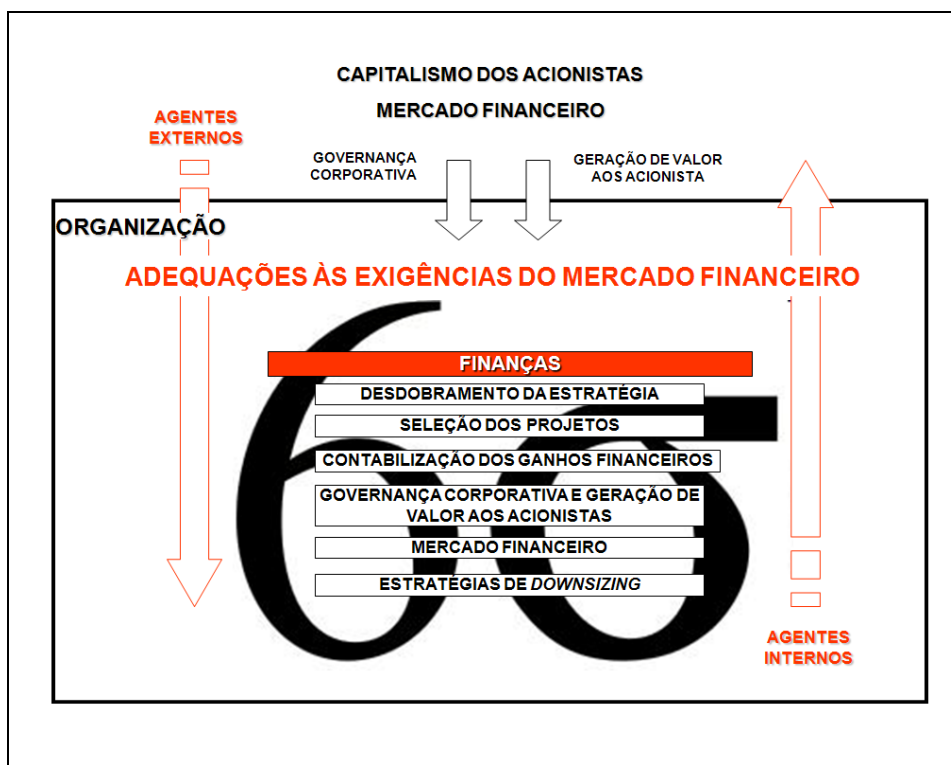 CAPITALISMO DOS ACIONISTAS
MERCADO FINANCEIRO
AGENTES
EXTERNOS
GOVERNANÇA
CORPORATIVA
GERAÇÃO DE VALOR
AOS ACIONISTA
ORGANIZAÇÃO
ADEQUAÇÕES ÀS EXIGÊNCIAS DO MERCADO FINANCEIRO
6σ
FINANÇAS
DESDOBRAMENTO DA ESTRATÉGIA
SELEÇÃO DOS PROJETOS
CONTABILIZAÇÃO DOS GANHOS FINANCEIROS
GOVERNANÇA CORPORATIVA E GERAÇÃO DE
VALOR AOS ACIONISTAS
MERCADO FINANCEIRO
ESTRATÉGIAS DE DOWNSIZING
AGENTES
INTERNOS